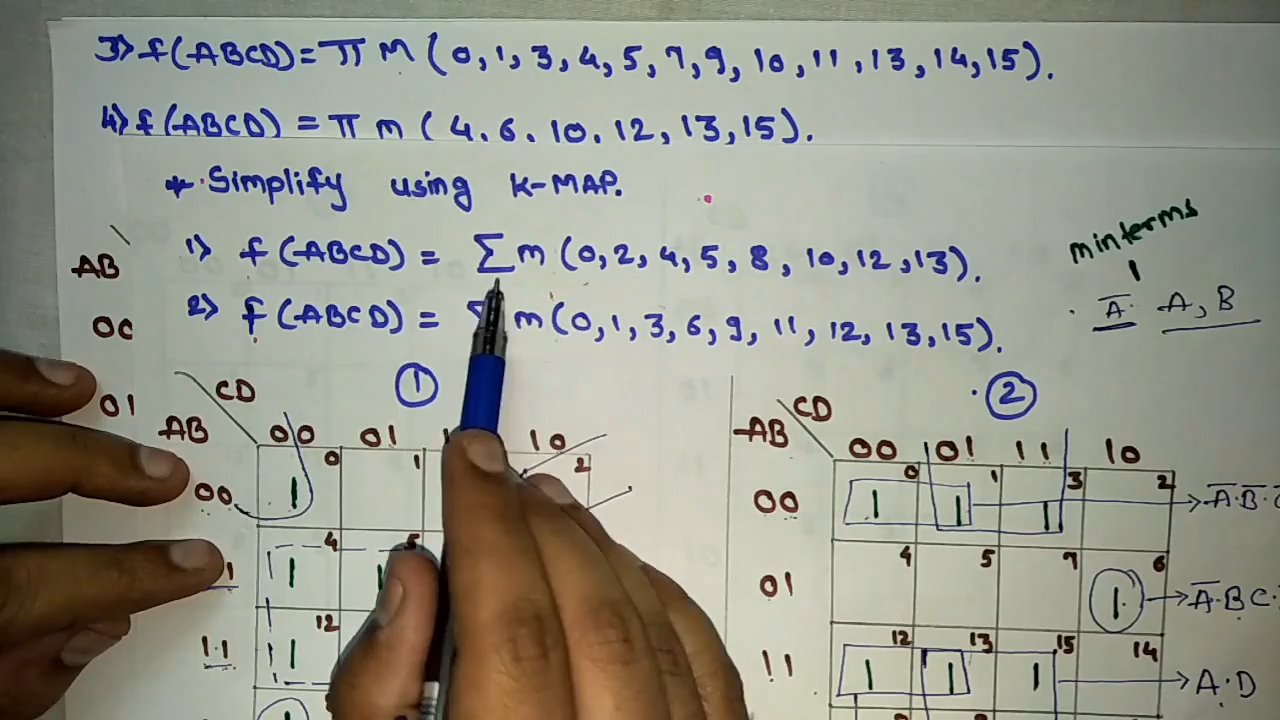 3) f(ABCD) = π M (0, 1, 3, 4, 5, 7, 9, 10, 11, 13, 14, 15).
4) f(ABCD) = π m (4. 6. 10. 12, 13, 15).
* Simplify using K-MAP.
1) f(ABCD) = Σ m (0, 2, 4, 5, 8, 10, 12, 13).
2) f(ABCD) = Σ m (0, 1, 3, 6, 9, 11, 12, 13, 15).
minterms
1
A̅ A, B
AB
00
01
1
CD
AB
00 01 1 10
00 0 1 1 2
1 4 1 5 1
11 12 1
1
2
CD
AB
00 01 11 10
00 0 1 1 1 3 1 2
A̅.B̅.C̅
01 4 5 7 6 1
A̅.BC.
11 12 1 13 1 15 1 14
A.D